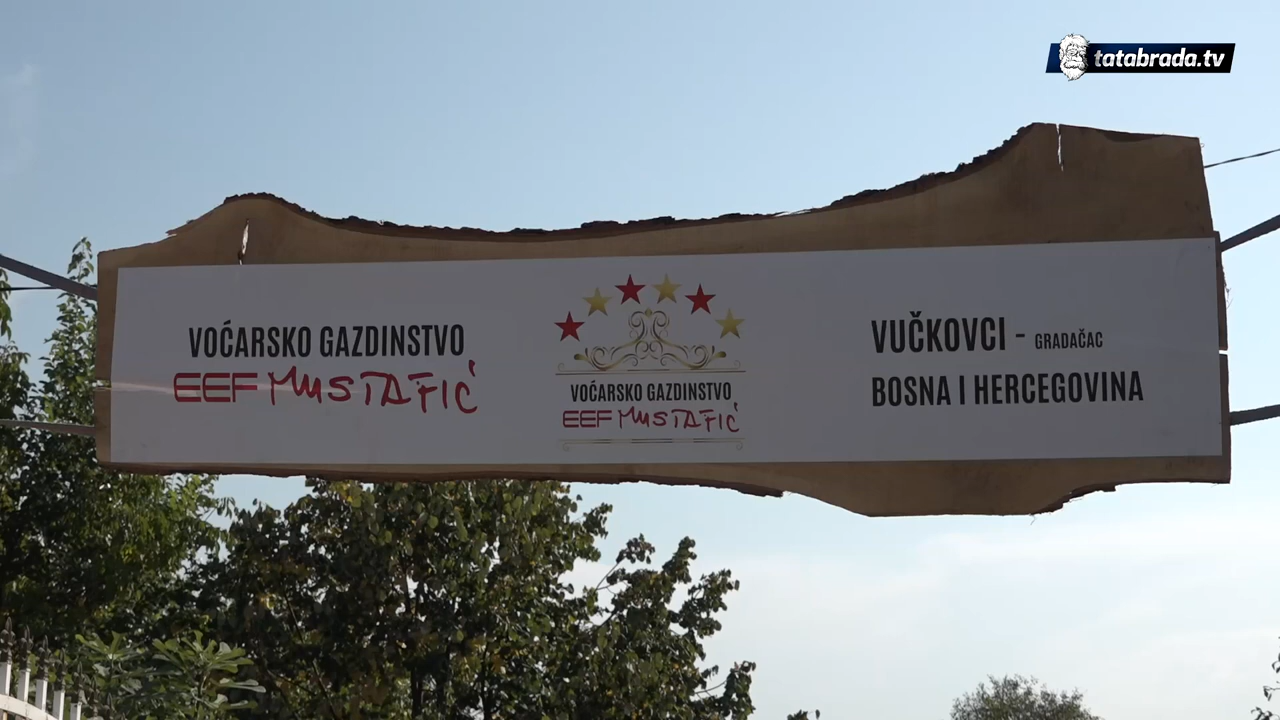 tatabrada.tv
VOĆARSKO GAZDINSTVO
EEF MUSTAFIĆ
VOĆARSKO GAZDINSTVO
EEF MUSTAFIĆ
VUČKOVCI - GRADAČAC
BOSNA I HERCEGOVINA